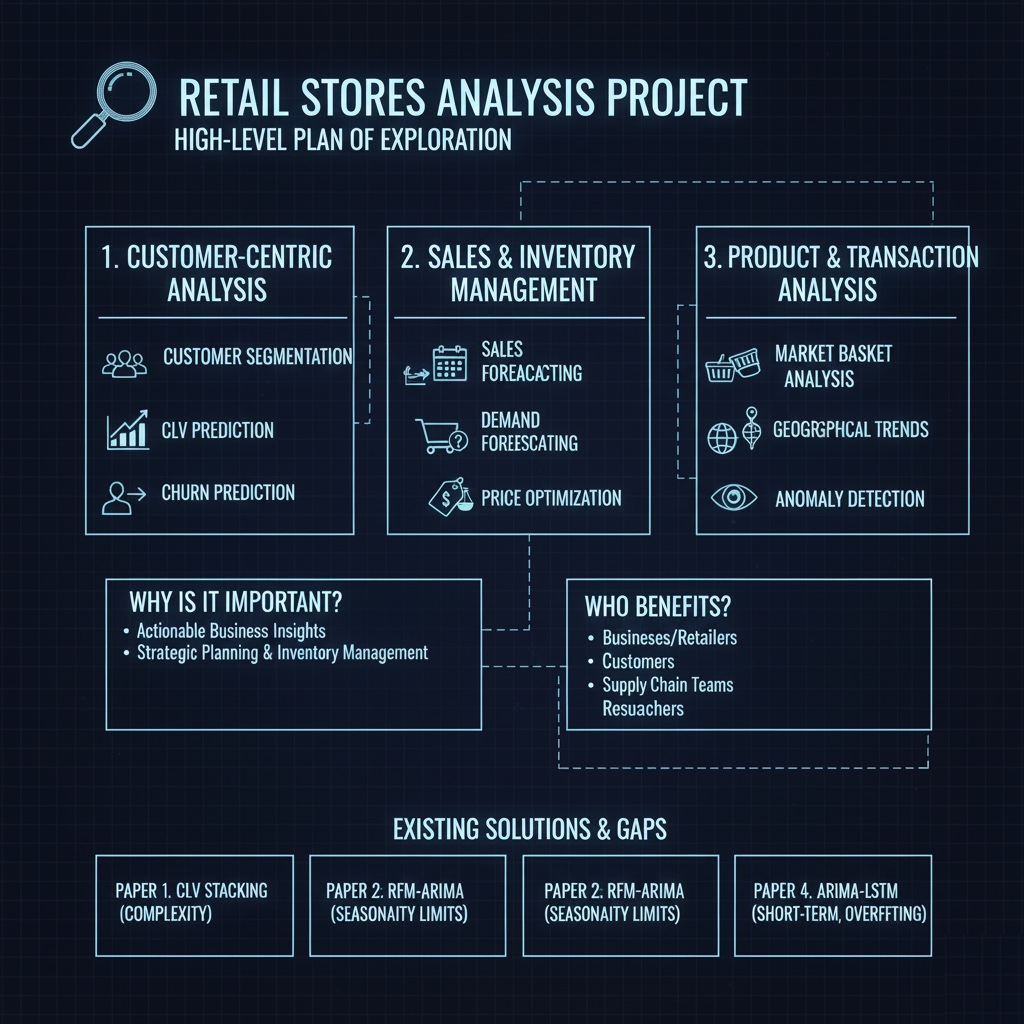 RETAIL STORES ANALYSIS PROJECT
HIGH-LEVEL PLAN OF EXPLORATION
1. CUSTOMER-CENTRIC
ANALYSIS
CUSTOMER SEGMENTATION
CLV PREDICTION
CHURN PREDICTION
2. SALES & INVENTORY
MANAGEMENT
SALES
FOREACACTING
DEMAND
FOREESCATING
$
?
PRICE OPTIMIZATION
3. PRODUCT & TRANSACTION
ANALYSIS
MARKET BASKET
ANALYSIS
GEOGRGPHCAL TRENDS
ANOMALY DETECTION
WHY IS IT IMPORTANT?
• Actionable Business Insights
• Strategic Planning & Inventory Management
WHO BENEFITS?
• Busineses/Retailers
• Customers
• Supply Chain Teams
Resuachers
EXISTING SOLUTIONS & GAPS
PAPER 1. CLV STACKING
(COMPLEXITY)
PAPER 2: RFM-ARIMA
(SEASONAITY LIMITS)
PAPER 2: RFM-ARIMA
(SEASONAITY LIMITS)
PAPER 4. ARIMA-LSTM
(SHORT-TERM, OVERFFTING)